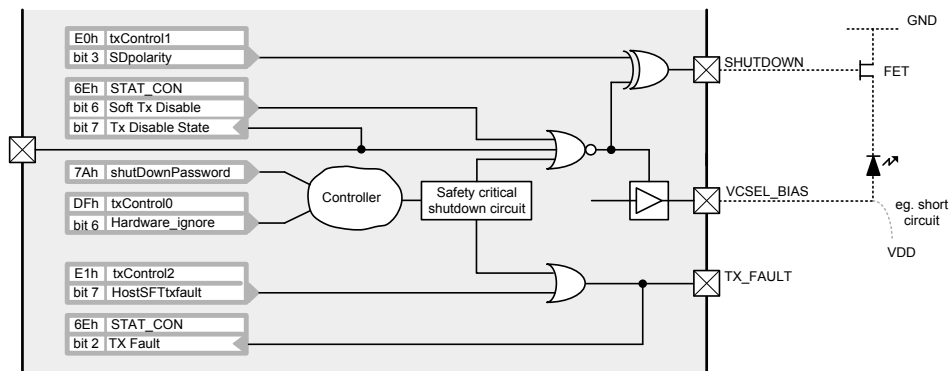 E0h txControl1
bit 3 SDpolarity
6Eh STAT_CON
bit 6 Soft Tx Disable
bit 7 Tx Disable State
7Ah shutDownPassword
DFh txControl0
bit 6 Hardware_ignore
Controller
Safety critical
shutdown circuit
E1h txControl2
bit 7 HostSFTtxfault
6Eh STAT_CON
bit 2 TX Fault
GND
SHUTDOWN
FET
VCSEL_BIAS
eg. short
circuit
VDD
TX_FAULT